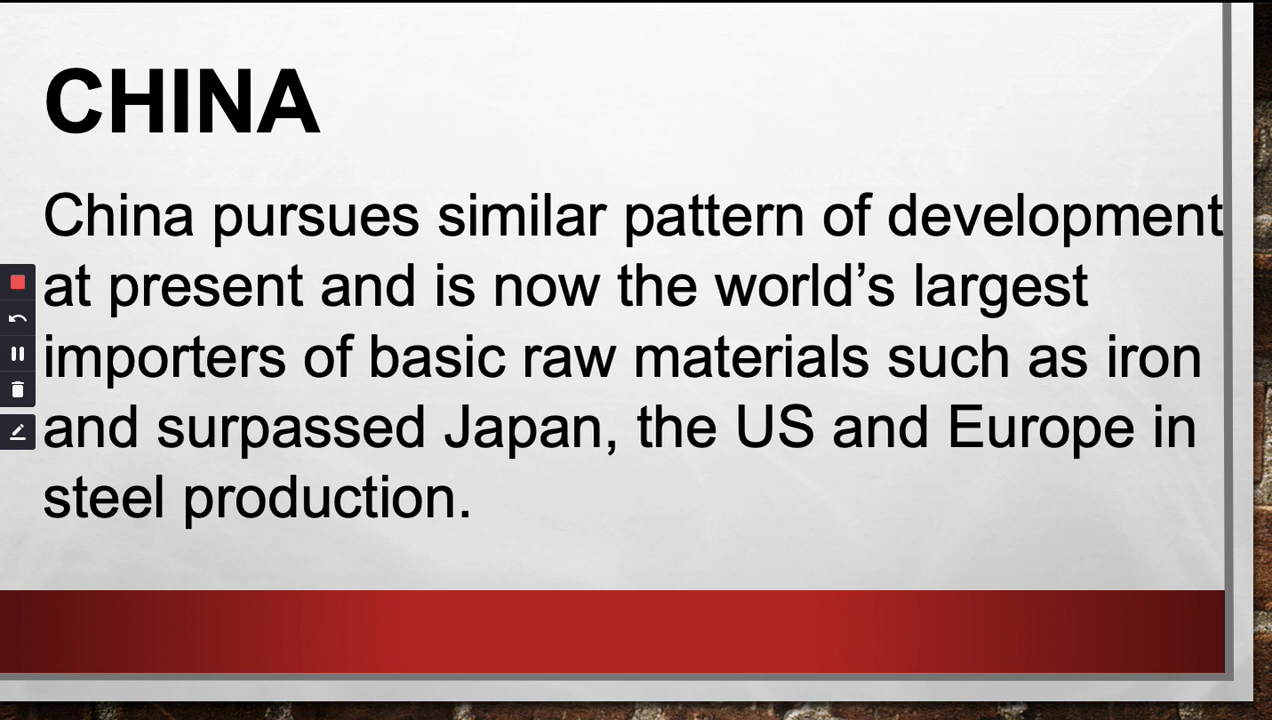 CHINA
China pursues similar pattern of development
at present and is now the world’s largest
importers of basic raw materials such as iron
and surpassed Japan, the US and Europe in
steel production.